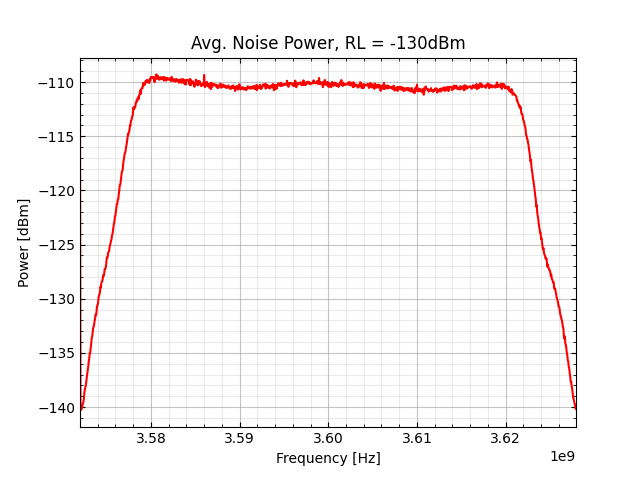 Avg. Noise Power, RL = -130dBm
Power [dBm]
−110
−115
−120
−125
−130
−135
−140
3.58 3.59 3.60 3.61 3.62
1e9
Frequency [Hz]